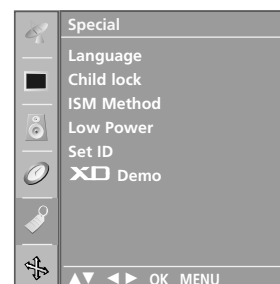 Special
Language
Child lock
ISM Method
Low Power
Set ID
XD Demo
▲▼ ◄► OK MENU